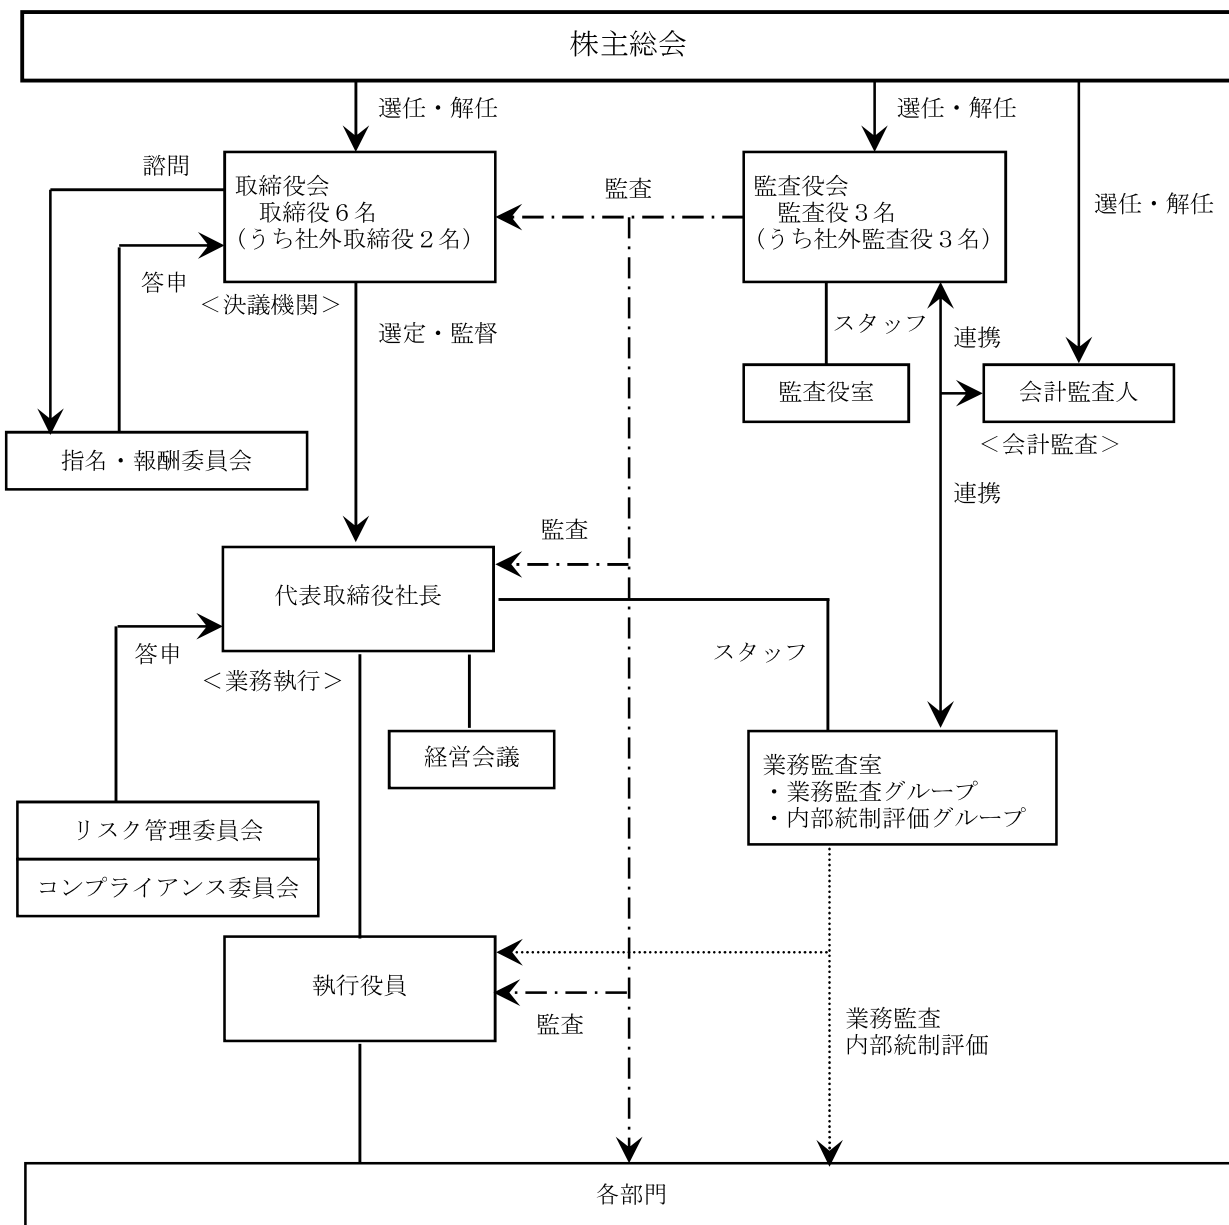 株主総会
選任・解任
選任・解任
諮問
取締役会
取締役６名
（うち社外取締役２名）
監査
監査役会
監査役３名
（うち社外監査役３名）
選任・解任
答申
＜決議機関＞
選定・監督
スタッフ
連携
監査役室
会計監査人
＜会計監査＞
指名・報酬委員会
連携
監査
代表取締役社長
答申
＜業務執行＞
スタッフ
経営会議
業務監査室
・業務監査グループ
・内部統制評価グループ
リスク管理委員会
コンプライアンス委員会
執行役員
監査
業務監査
内部統制評価
各部門